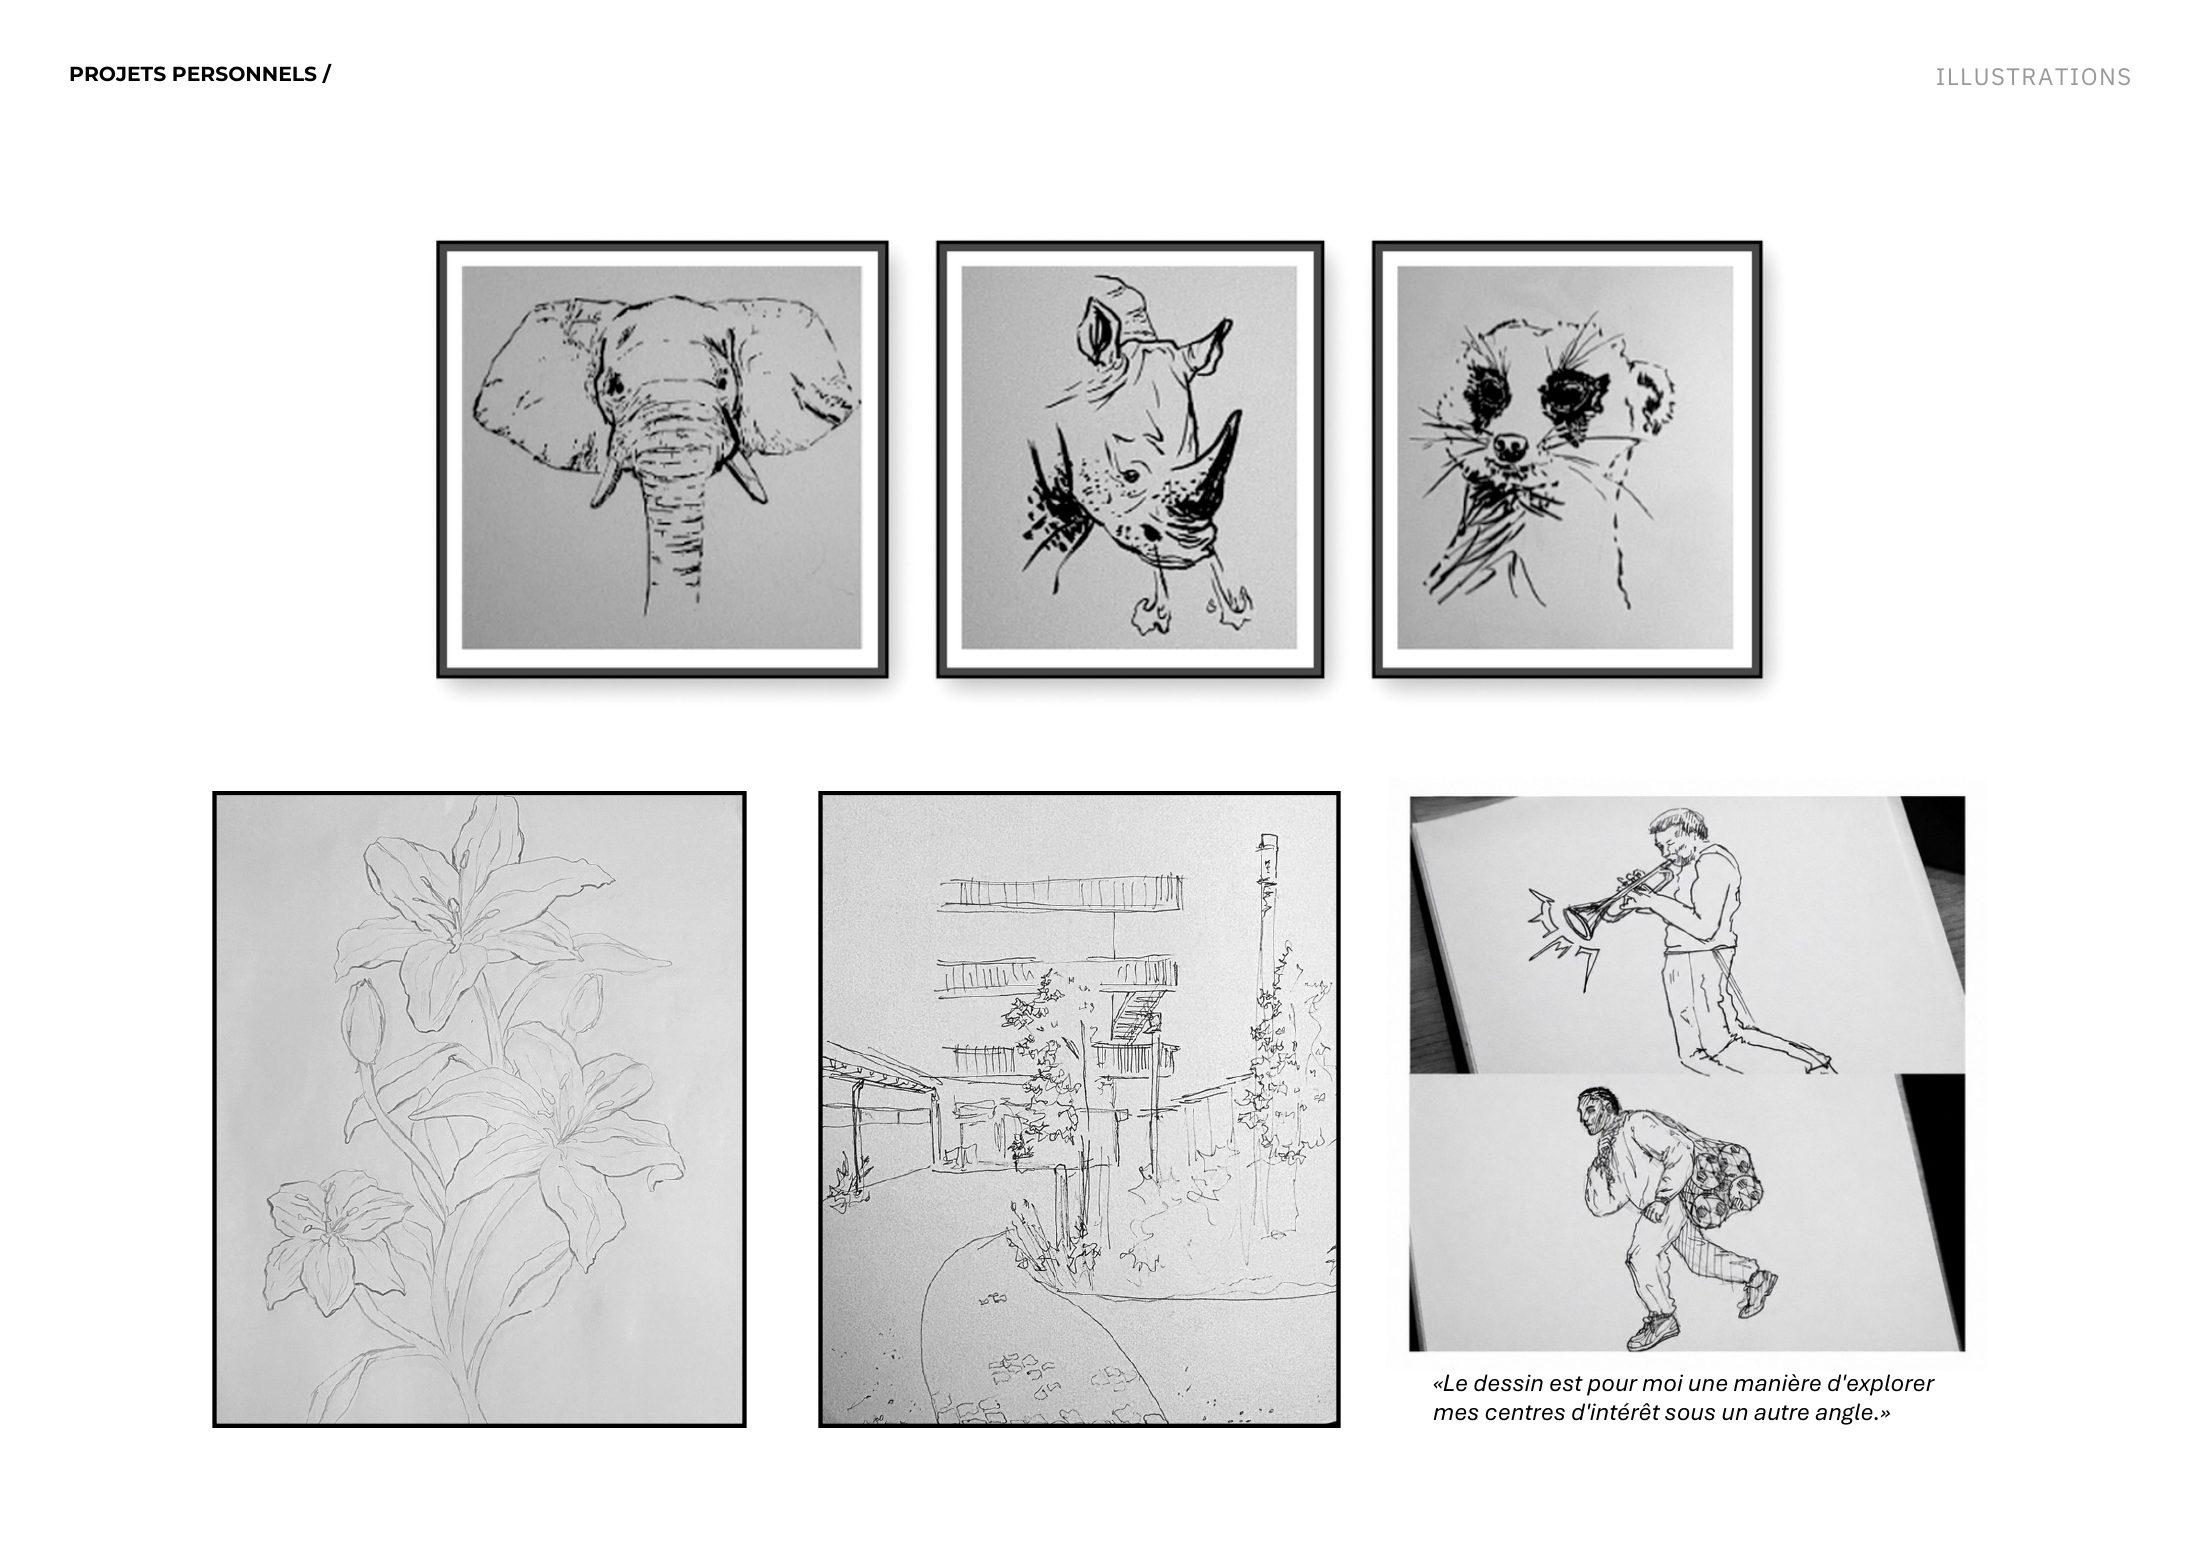 PROJETS PERSONNELS /
ILLUSTRATIONS
«Le dessin est pour moi une manière d'explorer
mes centres d'intérêt sous un autre angle.»